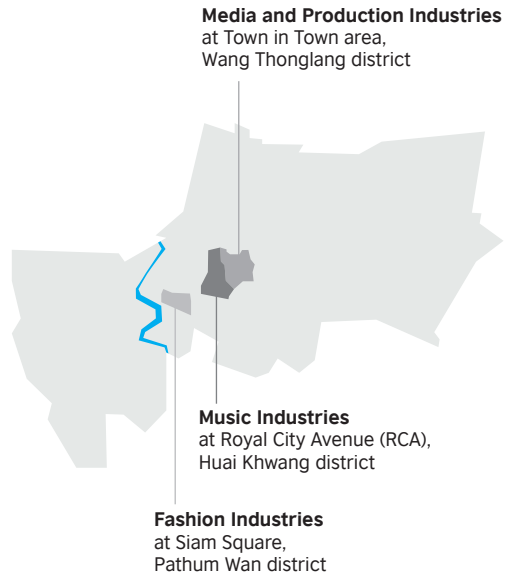 Media and Production Industries
at Town in Town area,
Wang Thonglang district
Music Industries
at Royal City Avenue (RCA),
Huai Khwang district
Fashion Industries
at Siam Square,
Pathum Wan district